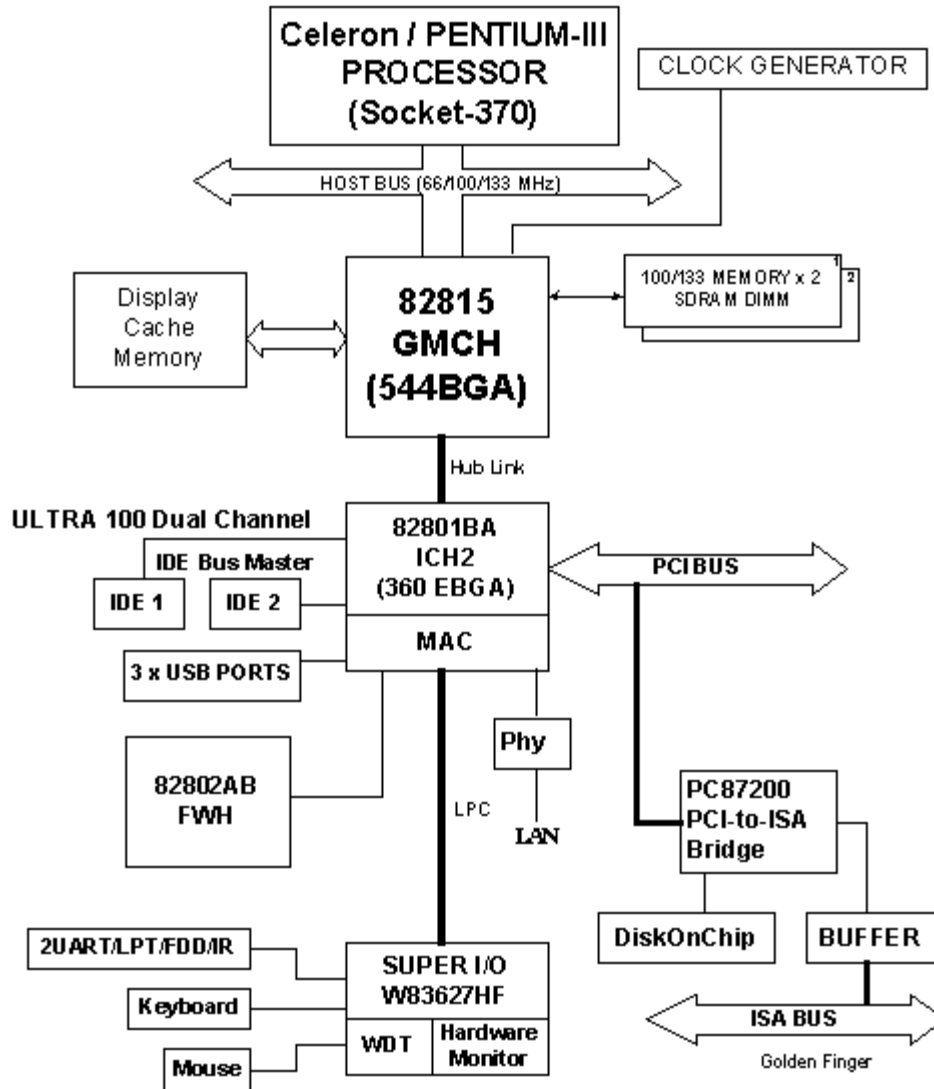 Celeron / PENTIUM-III
PROCESSOR
(Socket-370)
CLOCK GENERATOR
HOST BUS (66/100/133 MHz)
Display
Cache
Memory
82815
GMCH
(544BGA)
100/133 MEMORY x 2
SDRAM DIMM
1
2
Hub Link
ULTRA 100 Dual Channel
IDE Bus Master
IDE 1
IDE 2
82801BA
ICH2
(360 EBGA)
MAC
PCI BUS
3 x USB PORTS
82802AB
FWH
LPC
Phy
LAN
PC87200
PCI-to-ISA
Bridge
DiskOnChip
BUFFER
2UART/LPT/FDD/IR
Keyboard
Mouse
SUPER I/O
W83627HF
WDT
Hardware
Monitor
ISA BUS
Golden Finger